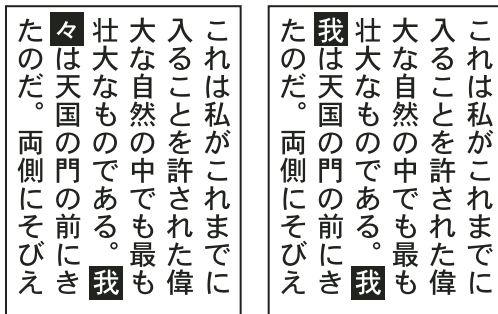 これは私がこれまでに
入ることを許された偉
大な自然の中でも最も
壮大なものである。我
々は天国の門の前にき
たのだ。両側にそびえ
これは私がこれまでに
入ることを許された偉
大な自然の中でも最も
壮大なものである。我
我は天国の門の前にき
たのだ。両側にそびえ